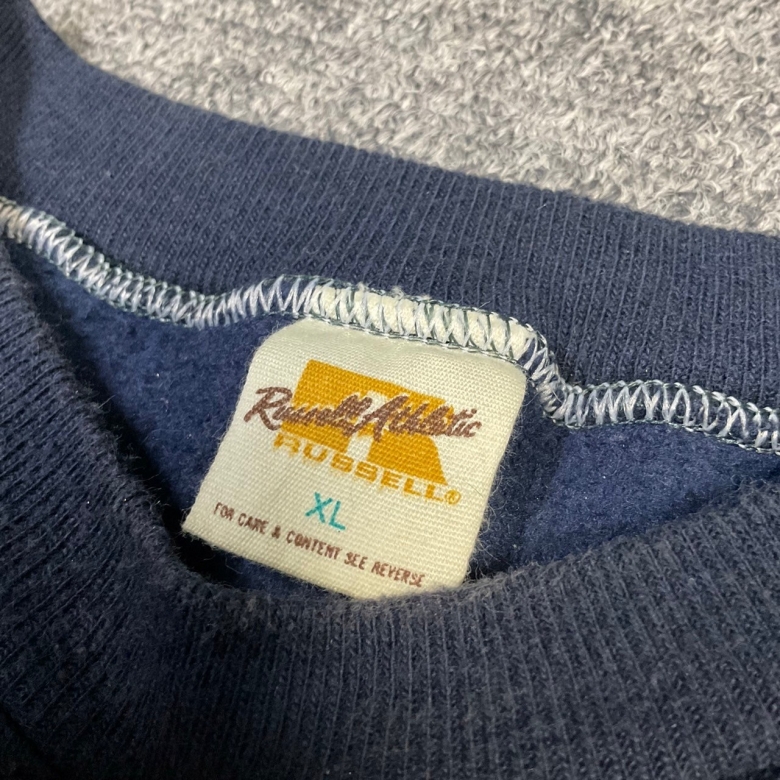 Russell Athletic
RUSSELL®
XL
FOR CARE & CONTENT SEE REVERSE